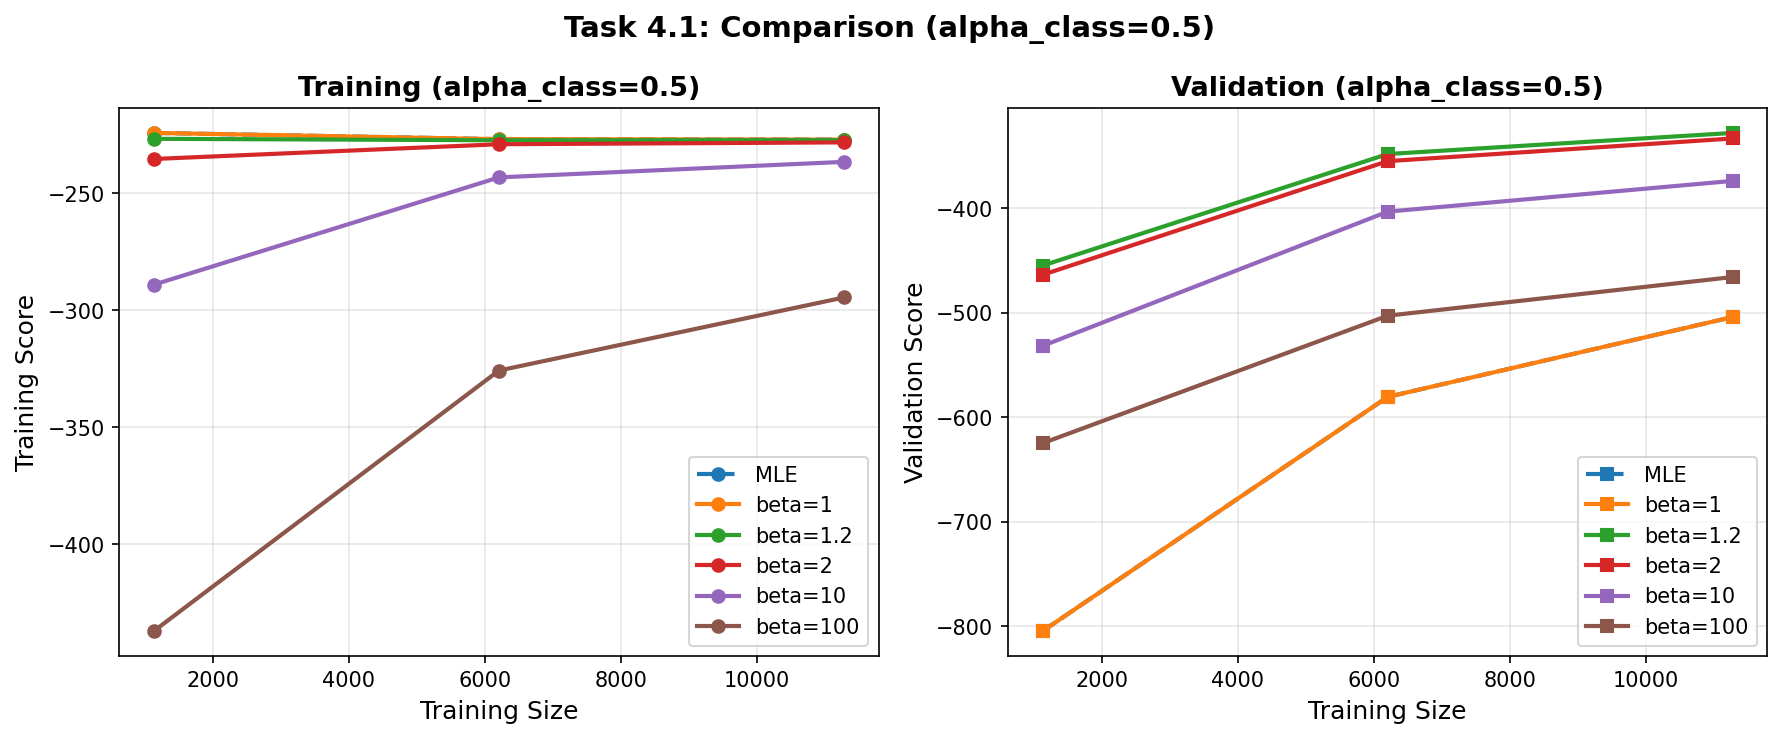 Task 4.1: Comparison (alpha_class=0.5)
Training (alpha_class=0.5)
Training Score
−250
−300
−350
−400
2000
4000
6000
8000
10000
Training Size
MLE
beta=1
beta=1.2
beta=2
beta=10
beta=100
Validation (alpha_class=0.5)
Validation Score
−400
−500
−600
−700
−800
2000
4000
6000
8000
10000
Training Size
MLE
beta=1
beta=1.2
beta=2
beta=10
beta=100